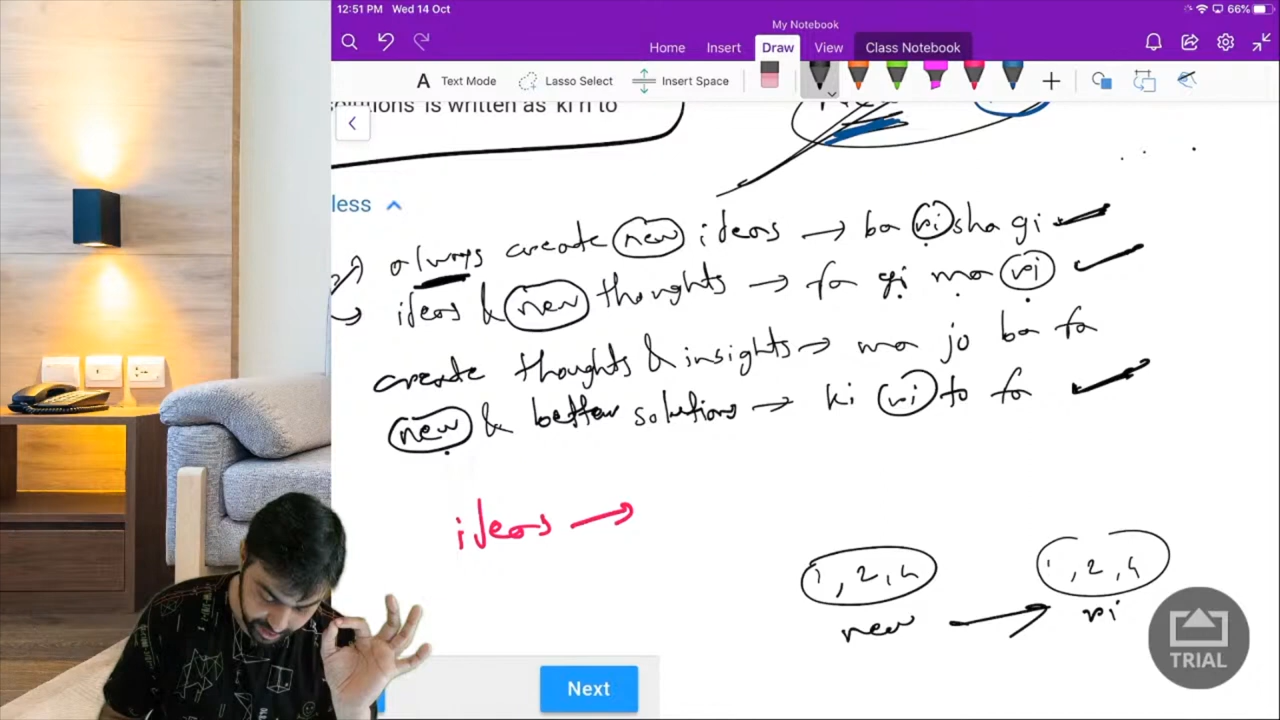 12:51 PM Wed 14 Oct
66%
My Notebook
Home Insert Draw View Class Notebook
A Text Mode Lasso Select Insert Space
solutions is written as 'ki ri to
less
always create new ideas → ba ri sha gi
ideas & new thoughts → fa gi ma ri
create thoughts & insights → ma jo ba fa
new & better solutions → ki ri to fa
ideas →
1, 2, 4 1, 2, 4
new → ri
TRIAL
Next